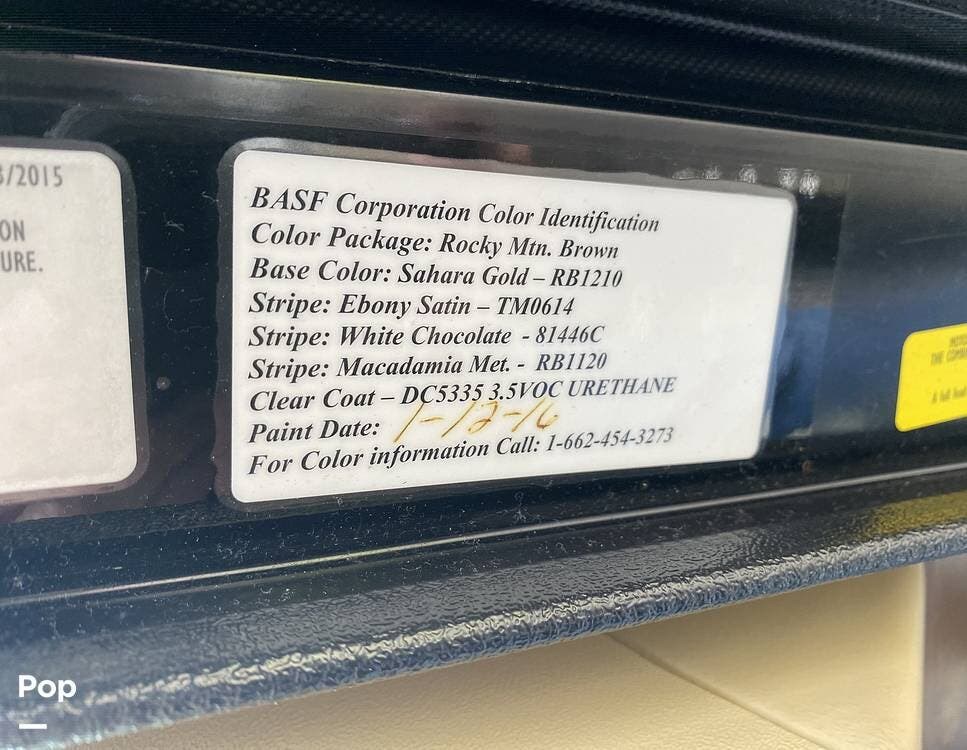 3/2015
ON
URE.
BASF Corporation Color Identification
Color Package: Rocky Mtn. Brown
Base Color: Sahara Gold – RB1210
Stripe: Ebony Satin – TM0614
Stripe: White Chocolate - 81446C
Stripe: Macadamia Met. - RB1120
Clear Coat – DC5335 3.5VOC URETHANE
Paint Date: 1-12-16
For Color information Call: 1-662-454-3273
THE
A full
Pop